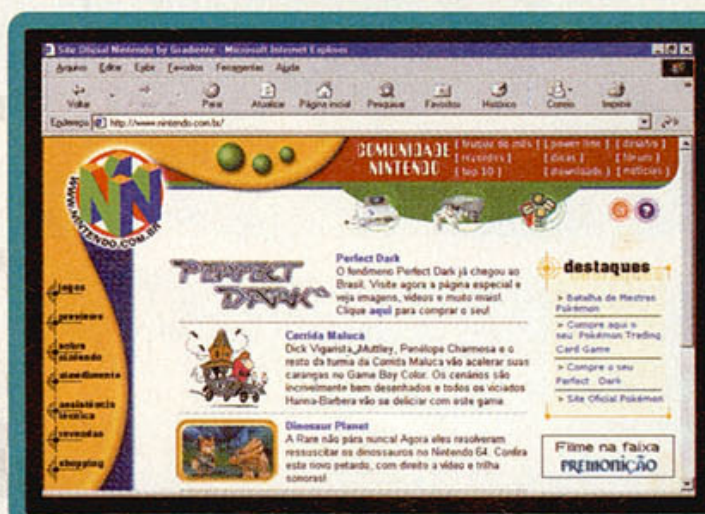 Site Oficial Nintendo by Gradiente - Microsoft Internet Explorer
Arquivo Editar Exibir Favoritos Ferramentas Ajuda
Voltar Parar Atualizar Página inicial Pesquisar Favoritos Histórico Correio Imprimir
Endereço http://www.nintendo.com.br/
COMUNIDADE NINTENDO
[ truque do mês ] [ power line ] [ desafio ]
[ recordes ] [ dicas ] [ fórum ]
[ top 10 ] [ downloads ] [ notícias ]
WWW.NINTENDO.COM.BR
jogos
previews
sobre nintendo
atendimento
assistência técnica
revendas
shopping
PERFECT DARK
Perfect Dark
O fenômeno Perfect Dark já chegou ao
Brasil. Visite agora a página especial e
veja imagens, vídeos e muito mais!
Clique aqui para comprar o seu!
Corrida Maluca
Dick Vigarista, Muttley, Penélope Charmosa e o
resto da turma da Corrida Maluca vão acelerar suas
carangas no Game Boy Color. Os cenários são
incrivelmente bem desenhados e todos os viciados
Hanna-Barbera vão se deliciar com este game.
Dinosaur Planet
A Rare não pára nunca! Agora eles resolveram
ressuscitar os dinossauros no Nintendo 64. Confira
este novo petardo, com direito a vídeo e trilha
sonoras!
destaques
> Batalha de Mestres
Pokémon
> Compre aqui o
seu Pokémon Trading
Card Game
> Compre o seu
Perfect Dark
> Site Oficial Pokémon
Filme na faixa
PREMONIÇÃO